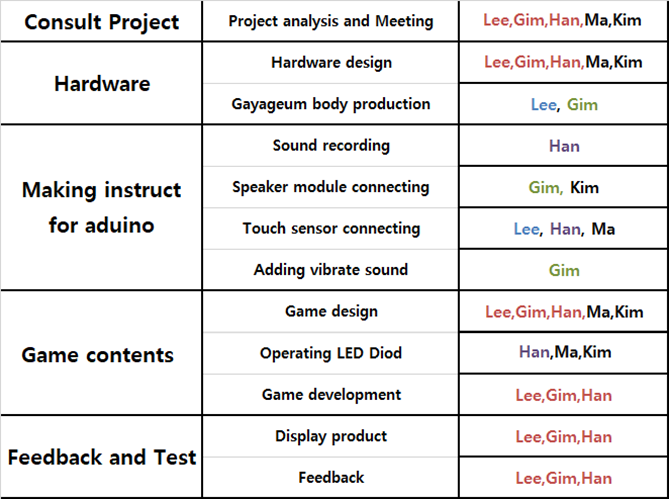 Consult Project
Project analysis and Meeting
Lee,Gim,Han,Ma,Kim
Hardware
Hardware design
Lee,Gim,Han,Ma,Kim
Gayageum body production
Lee, Gim
Making instruct
for aduino
Sound recording
Han
Speaker module connecting
Gim, Kim
Touch sensor connecting
Lee, Han, Ma
Adding vibrate sound
Gim
Game contents
Game design
Lee,Gim,Han,Ma,Kim
Operating LED Diod
Han,Ma,Kim
Game development
Lee,Gim,Han
Feedback and Test
Display product
Lee,Gim,Han
Feedback
Lee,Gim,Han